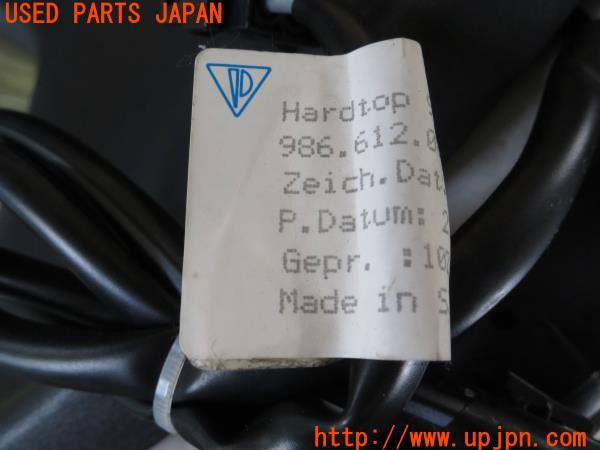 USED PARTS JAPAN
Hardtop
986.612.0
Zeich.Dat
P.Datum: 2
Gepr. :10
Made in S
http://www.upjpn.com/